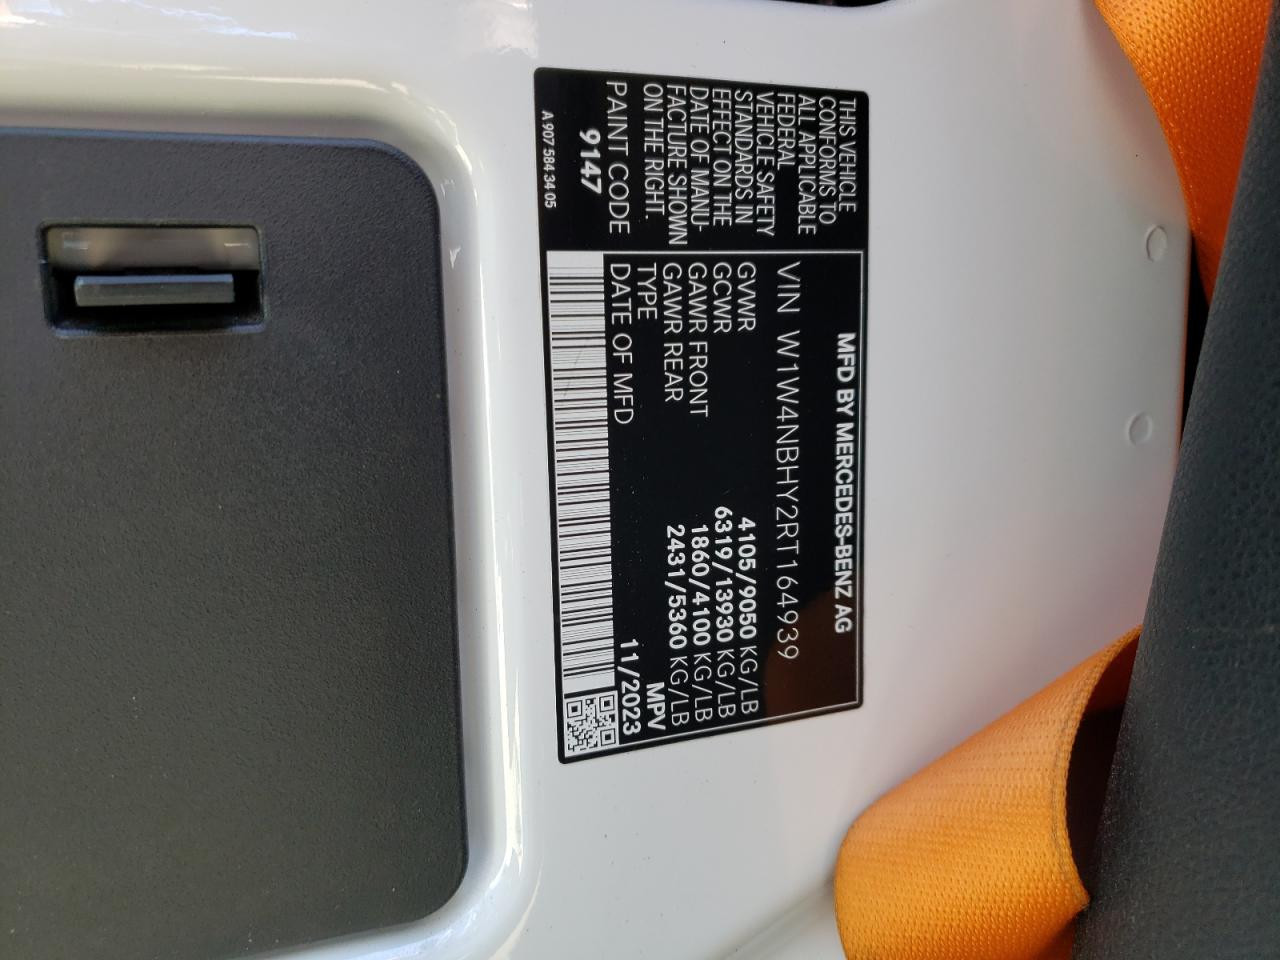 THIS VEHICLE
CONFORMS TO
ALL APPLICABLE
FEDERAL
VEHICLE SAFETY
STANDARDS IN
EFFECT ON THE
DATE OF MANU-
FACTURE SHOWN
ON THE RIGHT.
PAINT CODE
9147
A 907 584 34 05
MFD BY MERCEDES-BENZ AG
VIN W1W4NBHY2RT164939
GVWR 4105/9050 KG/LB
GCWR 6319/13930 KG/LB
GAWR FRONT 1860/4100 KG/LB
GAWR REAR 2431/5360 KG/LB
TYPE MPV
DATE OF MFD 11/2023